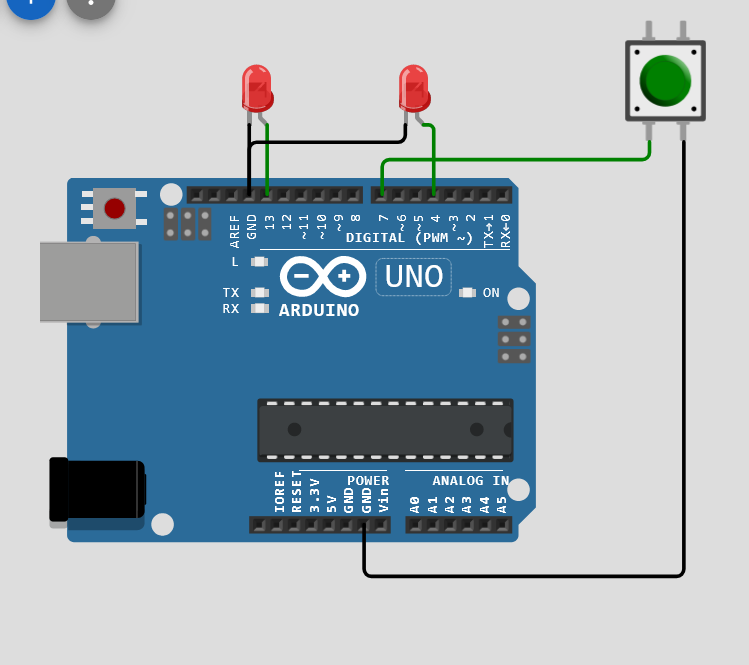 AREF
GND
13
12
~11
~10
~9
8
7
~6
~5
4
~3
2
TX→1
RX←0
DIGITAL (PWM ~)
L
TX
RX
UNO
ON
ARDUINO
POWER
ANALOG IN
IOREF
RESET
3.3V
5V
GND
GND
Vin
A0
A1
A2
A3
A4
A5